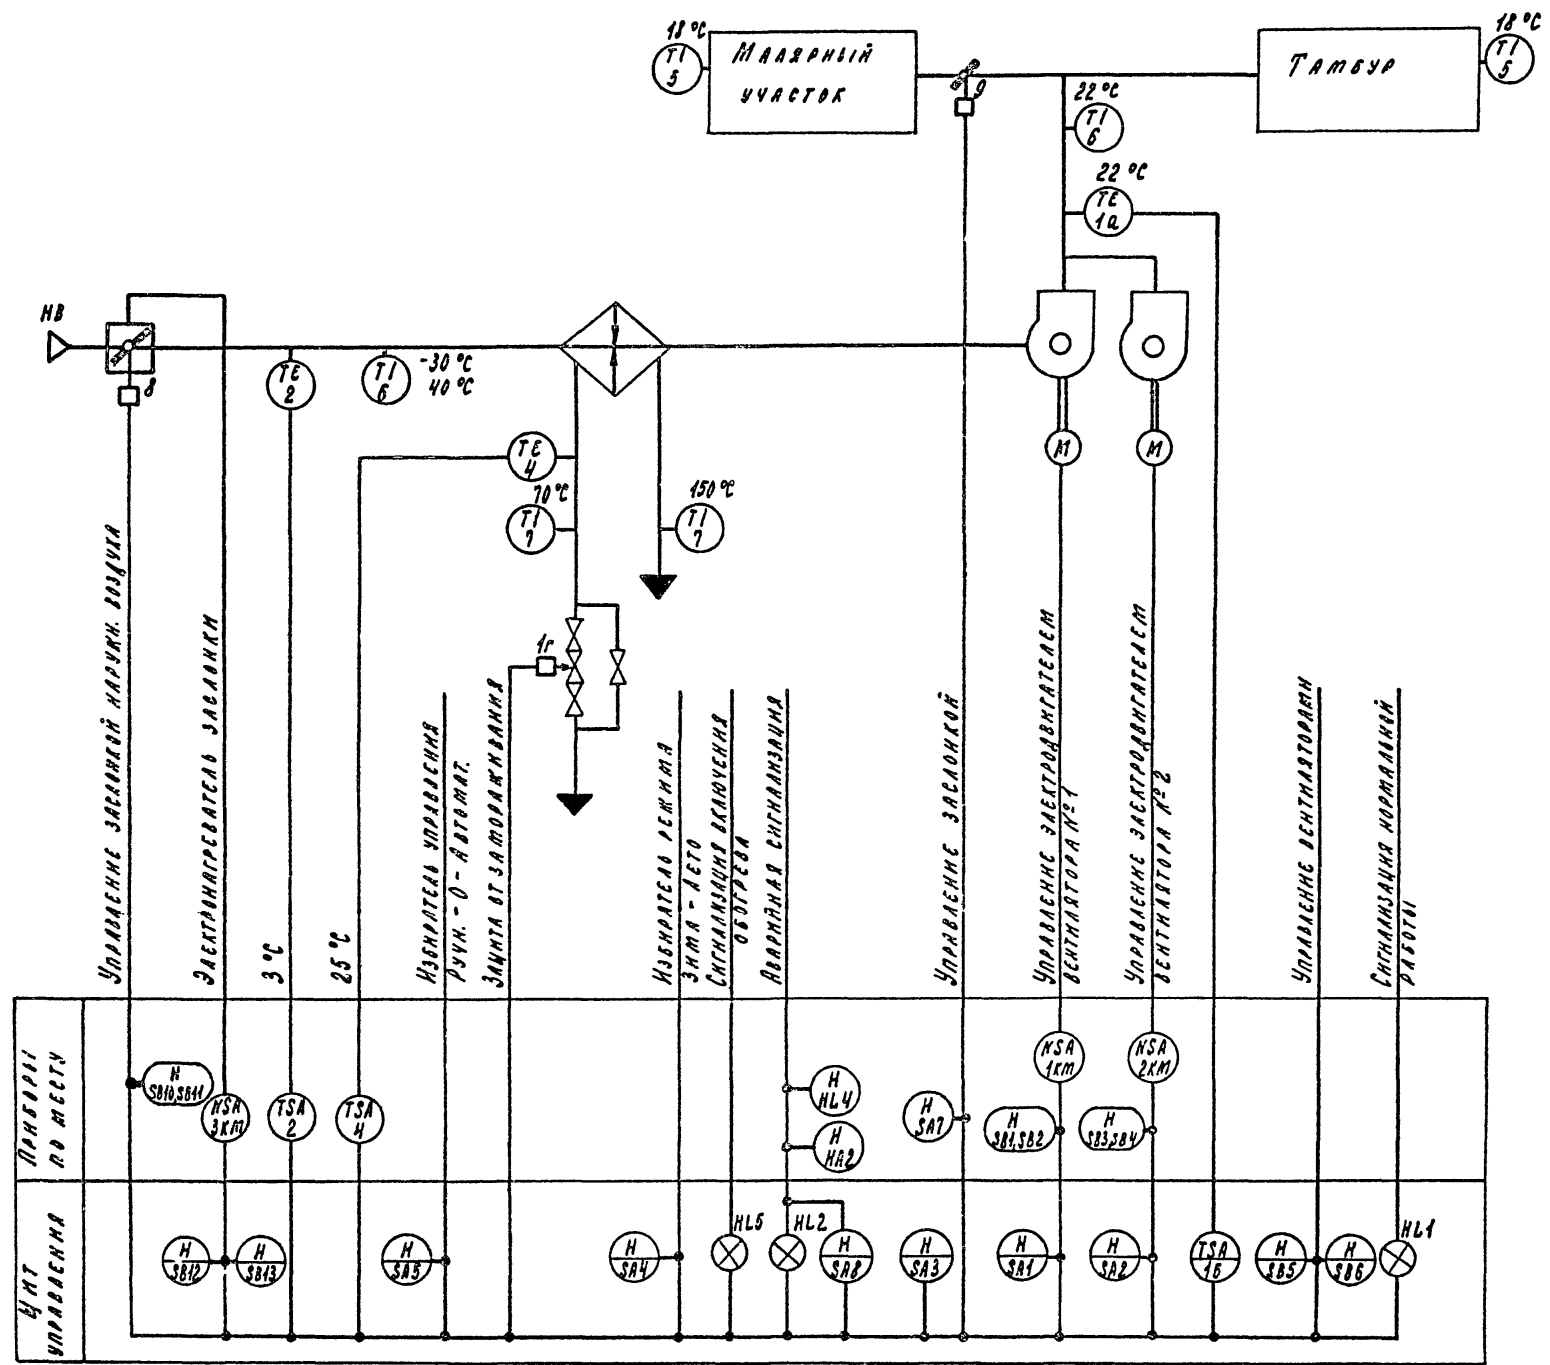 18 °C
TI
5
МАЛЯРНЫЙ
УЧАСТОК
9
22 °C
TI
6
22 °C
TE
1а
ТАМБУР
18 °C
TI
5
НВ
8
TE
2
TI
6
-30 °C
40 °C
TE
4
70 °C
TI
7
150 °C
TI
7
1г
М
М
УПРАВЛЕНИЕ ЗАСЛОНКОЙ НАРУЖН. ВОЗДУХА
ЭЛЕКТРОНАГРЕВАТЕЛЬ ЗАСЛОНКИ
3 °C
25 °C
ИЗБИРАТЕЛЬ УПРАВЛЕНИЯ
РУЧН. - О - АВТОМАТ.
ЗАЩИТА ОТ ЗАМОРАЖИВАНИЯ
ИЗБИРАТЕЛЬ РЕЖИМА
ЗИМА - ЛЕТО
СИГНАЛИЗАЦИЯ ВКЛЮЧЕНИЯ
ОБОГРЕВА
АВАРИЙНАЯ СИГНАЛИЗАЦИЯ
УПРАВЛЕНИЕ ЗАСЛОНКОЙ
УПРАВЛЕНИЕ ЭЛЕКТРОДВИГАТЕЛЕМ
ВЕНТИЛЯТОРА №1
УПРАВЛЕНИЕ ЭЛЕКТРОДВИГАТЕЛЕМ
ВЕНТИЛЯТОРА №2
УПРАВЛЕНИЕ ВЕНТИЛЯТОРАМИ
СИГНАЛИЗАЦИЯ НОРМАЛЬНОЙ
РАБОТЫ
ПРИБОРЫ
ПО МЕСТУ
H
SB10,SB11
NSA
3КМ
TSA
2
TSA
4
H
HL4
H
HA2
H
SA7
H
SB1,SB2
NSA
1КМ
H
SB3,SB4
NSA
2КМ
ЩИТ
УПРАВЛЕНИЯ
H
SB12
H
SB13
H
SA5
H
SA4
HL5
HL2
H
SA8
H
SA3
H
SA1
H
SA2
TSA
1б
H
SB5
H
SB6
HL1